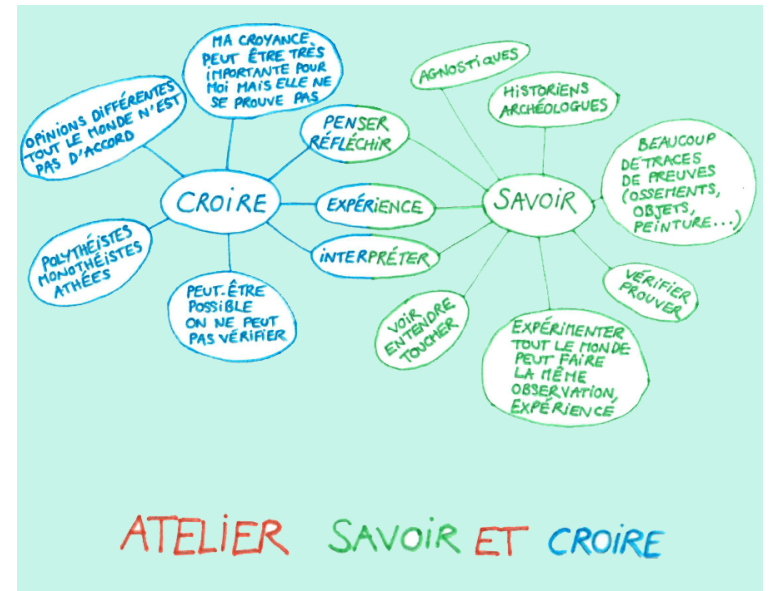 MA CROYANCE
PEUT ÊTRE TRÈS
IMPORTANTE POUR
MOI MAIS ELLE NE
SE PROUVE PAS
OPINIONS DIFFÉRENTES
TOUT LE MONDE N'EST
PAS D'ACCORD
CROIRE
POLYTHÉISTES
MONOTHÉISTES
ATHÉES
PEUT-ÊTRE
POSSIBLE
ON NE PEUT
PAS VÉRIFIER
PENSER
RÉFLÉCHIR
EXPÉRIENCE
INTERPRÉTER
AGNOSTIQUES
HISTORIENS
ARCHÉOLOGUES
SAVOIR
BEAUCOUP
DE TRACES
DE PREUVES
(OSSEMENTS,
OBJETS,
PEINTURE...)
VÉRIFIER
PROUVER
VOIR
ENTENDRE
TOUCHER
EXPÉRIMENTER
TOUT LE MONDE
PEUT FAIRE
LA MÊME
OBSERVATION,
EXPÉRIENCE
ATELIER SAVOIR ET CROIRE